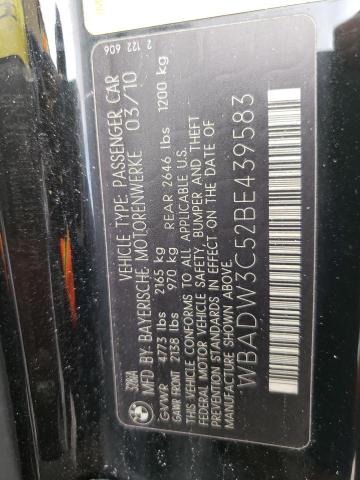 2 122 606
VEHICLE TYPE: PASSENGER CAR
MFD. BY BAYERISCHE MOTORENWERKE 03/10
GVWR 4773 lbs 2165 kg
GAWR FRONT 2138 lbs 970 kg REAR 2646 lbs 1200 kg
THIS VEHICLE CONFORMS TO ALL APPLICABLE U.S.
FEDERAL MOTOR VEHICLE SAFETY, BUMPER AND THEFT
PREVENTION STANDARDS IN EFFECT ON THE DATE OF
MANUFACTURE SHOWN ABOVE.
WBADW3C52BE439583